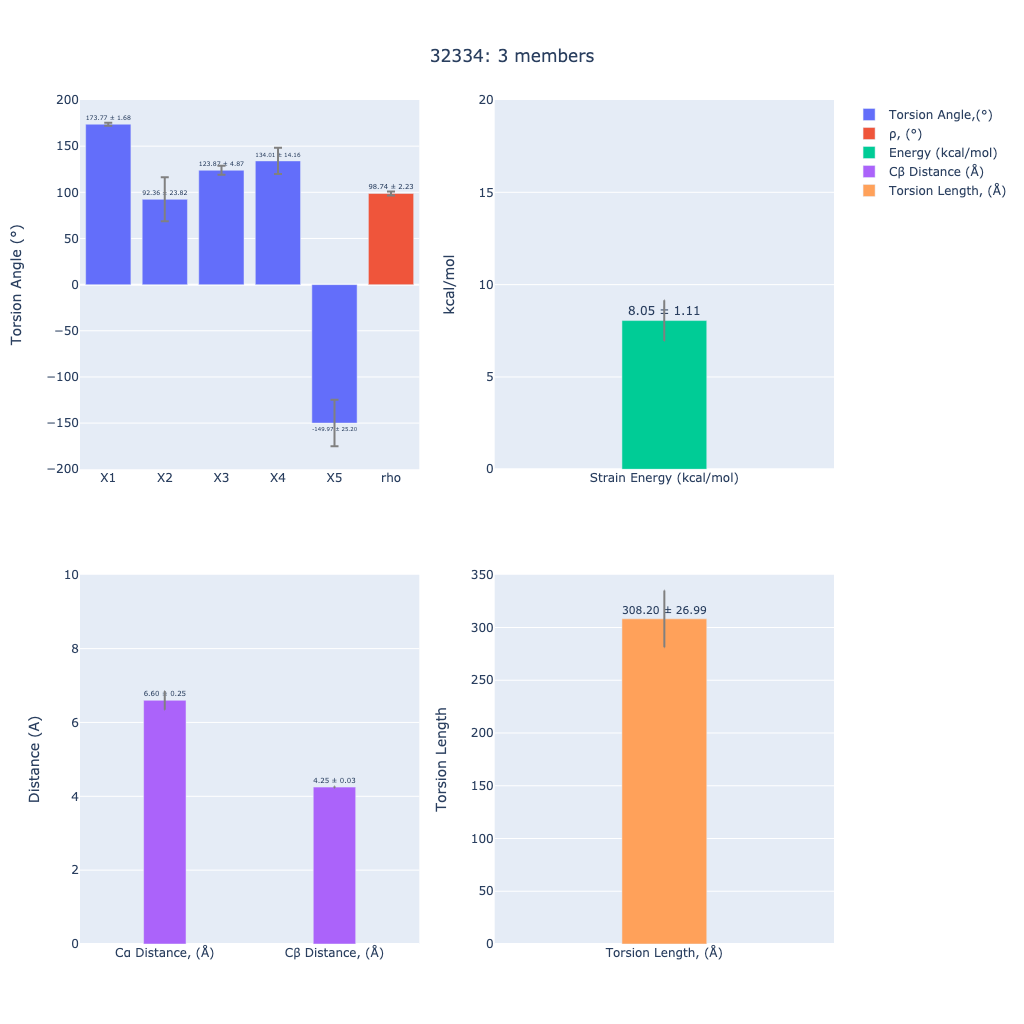 32334: 3 members
Torsion Angle (°)
200
150
100
50
0
−50
−100
−150
−200
173.77 ± 1.68
92.36 ± 23.82
123.87 ± 4.87
134.01 ± 14.16
-149.97 ± 25.20
98.74 ± 2.23
X1 X2 X3 X4 X5 rho
kcal/mol
20
15
10
5
0
8.05 ± 1.11
Strain Energy (kcal/mol)
Torsion Angle,(°)
ρ, (°)
Energy (kcal/mol)
Cβ Distance (Å)
Torsion Length, (Å)
Distance (A)
10
8
6
4
2
0
6.60 ± 0.25
4.25 ± 0.03
Cα Distance, (Å) Cβ Distance, (Å)
Torsion Length
350
300
250
200
150
100
50
0
308.20 ± 26.99
Torsion Length, (Å)